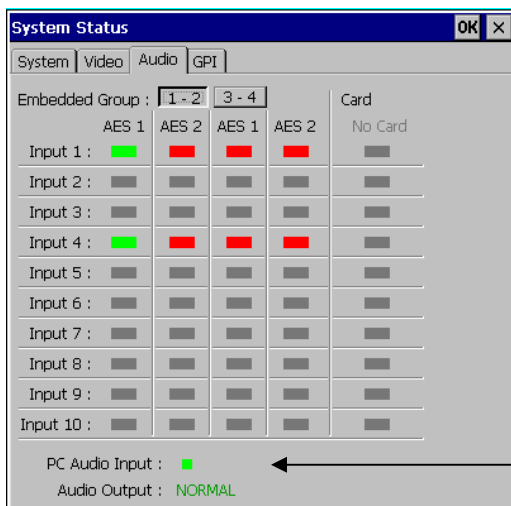 System Status OK ×
System Video Audio GPI
Embedded Group : 1 - 2 3 - 4 Card
AES 1 AES 2 AES 1 AES 2 No Card
Input 1 :
Input 2 :
Input 3 :
Input 4 :
Input 5 :
Input 6 :
Input 7 :
Input 8 :
Input 9 :
Input 10 :
PC Audio Input :
Audio Output : NORMAL